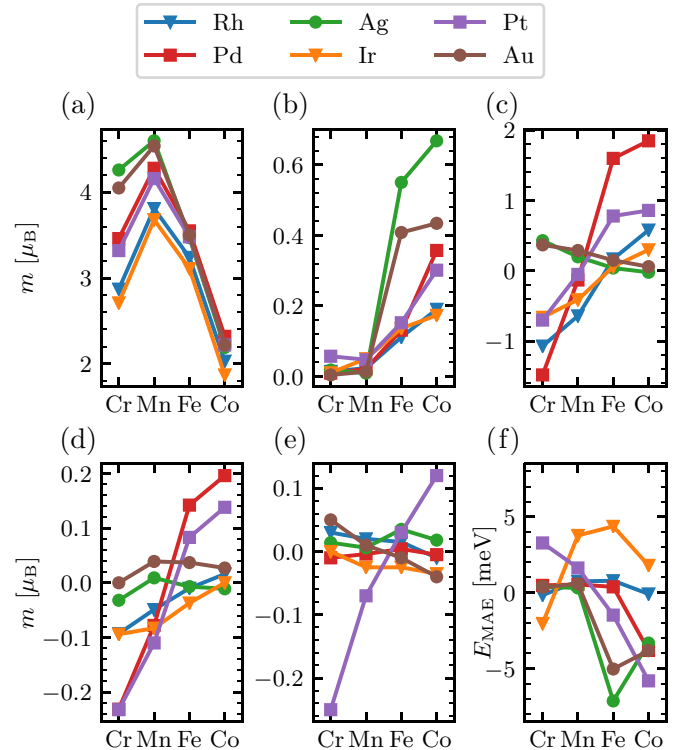 Rh Ag Pt
Pd Ir Au
(a) (b) (c)
m [μB]
4
3
2
Cr Mn Fe Co
0.6
0.4
0.2
0.0
Cr Mn Fe Co
2
1
0
−1
Cr Mn Fe Co
(d) (e) (f)
m [μB]
0.2
0.1
0.0
−0.1
−0.2
Cr Mn Fe Co
0.1
0.0
−0.1
−0.2
Cr Mn Fe Co
EMAE [meV]
5
0
−5
Cr Mn Fe Co